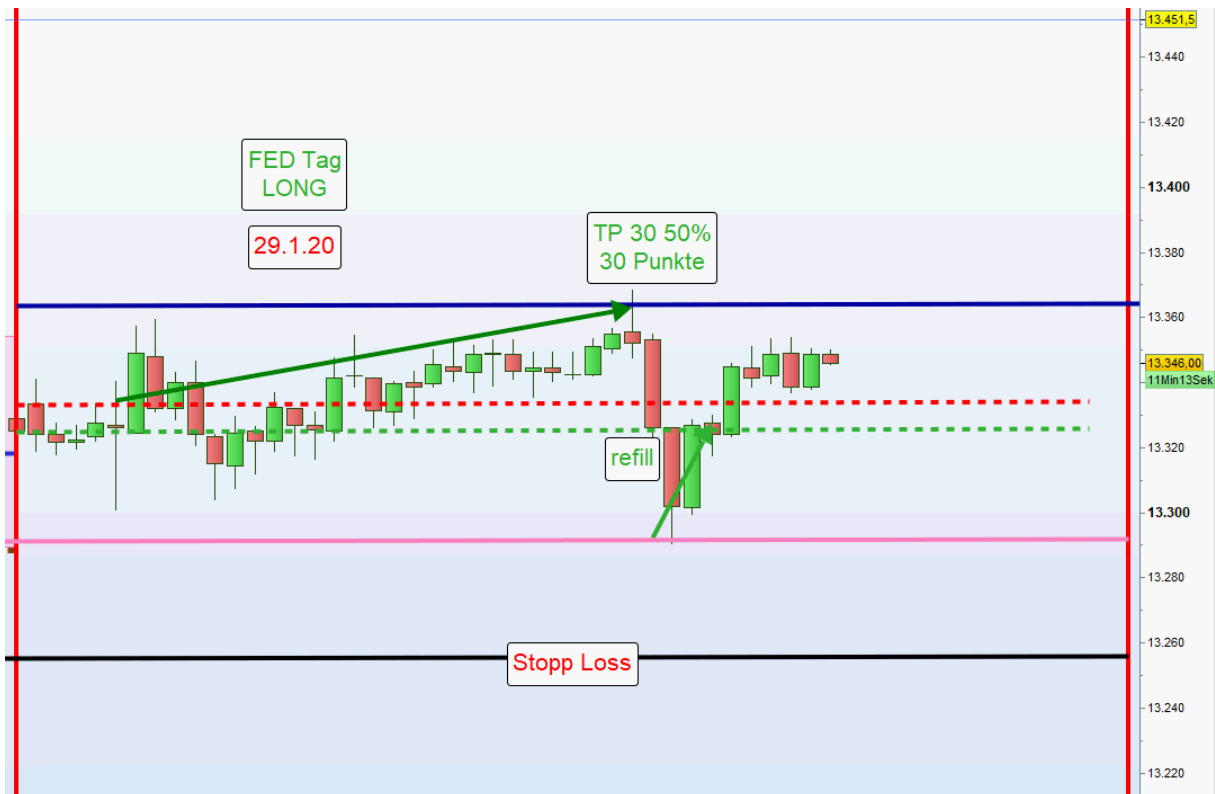 13.451,5
13.440
13.420
FED Tag
LONG
13.400
29.1.20
TP 30 50%
30 Punkte
13.380
13.360
13.346,00
11Min13Sek
13.320
refill
13.300
13.280
13.260
Stopp Loss
13.240
13.220